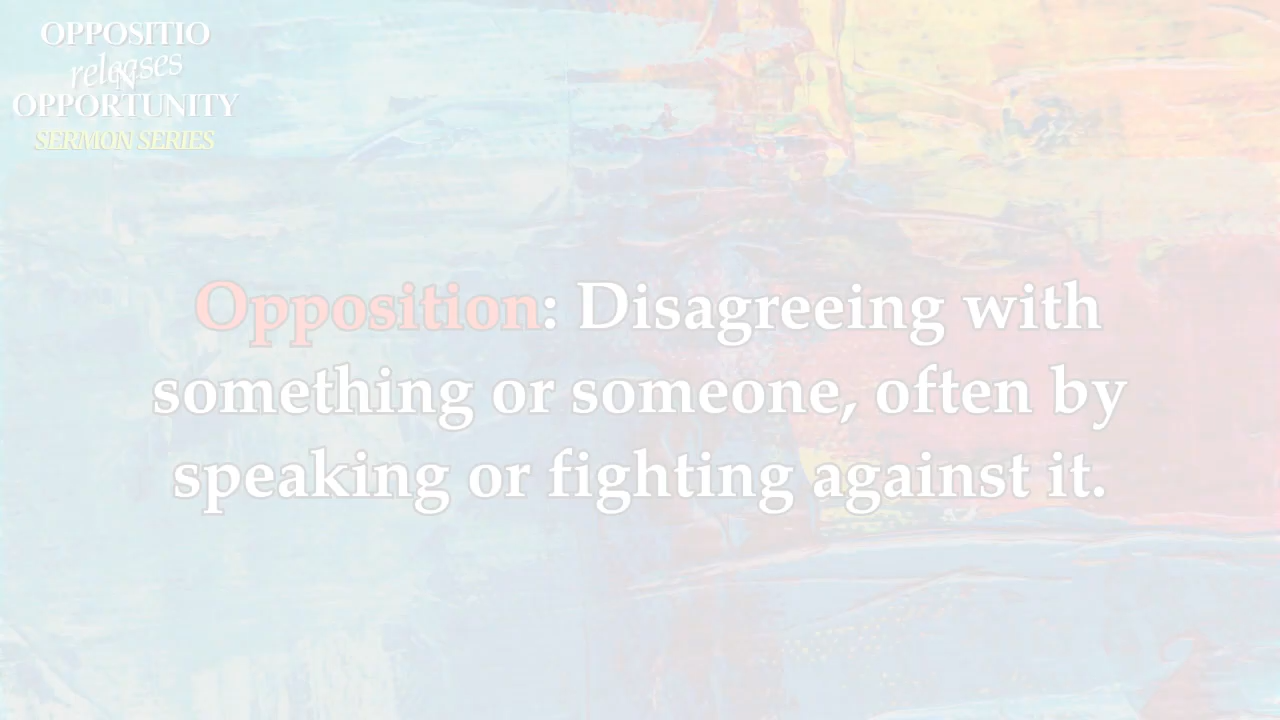 OPPOSITIO
N
releases
OPPORTUNITY
SERMON SERIES
Opposition: Disagreeing with
something or someone, often by
speaking or fighting against it.